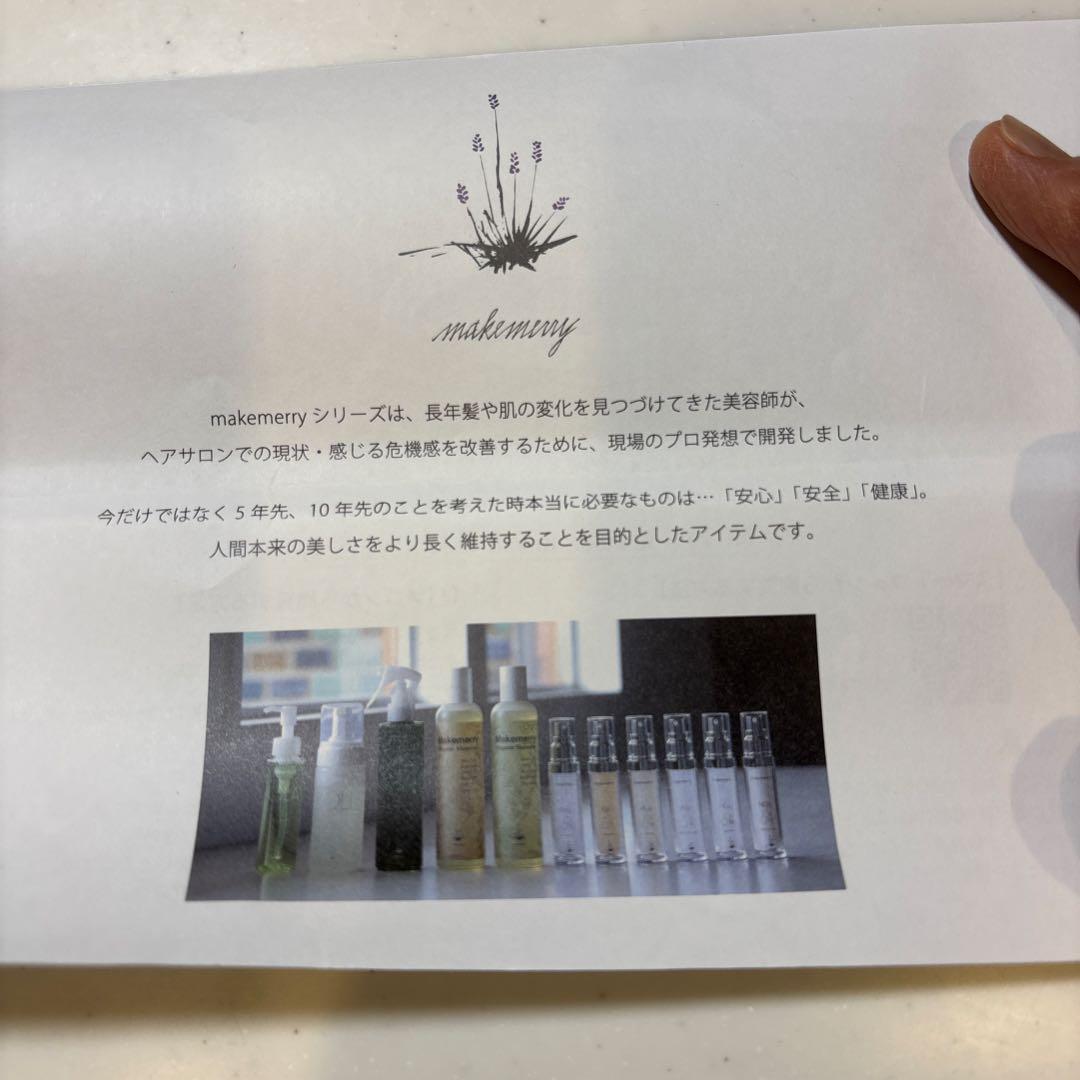 makemerry
makemerry シリーズは、長年髪や肌の変化を見つづけてきた美容師が、
ヘアサロンでの現状・感じる危機感を改善するために、現場のプロ発想で開発しました。
今だけではなく 5 年先、10 年先のことを考えた時本当に必要なものは…「安心」「安全」「健康」。
人間本来の美しさをより長く維持することを目的としたアイテムです。
Makemerry
Makemerry